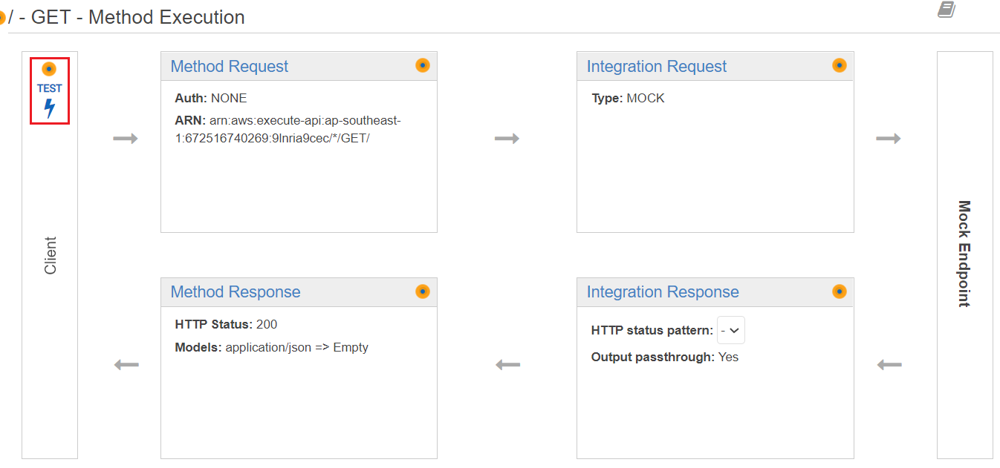 / - GET - Method Execution
TEST
Client
Method Request
Auth: NONE
ARN: arn:aws:execute-api:ap-southeast-
1:672516740269:9lnria9cec/*/GET/
Integration Request
Type: MOCK
Mock Endpoint
Method Response
HTTP Status: 200
Models: application/json => Empty
Integration Response
HTTP status pattern: -
Output passthrough: Yes